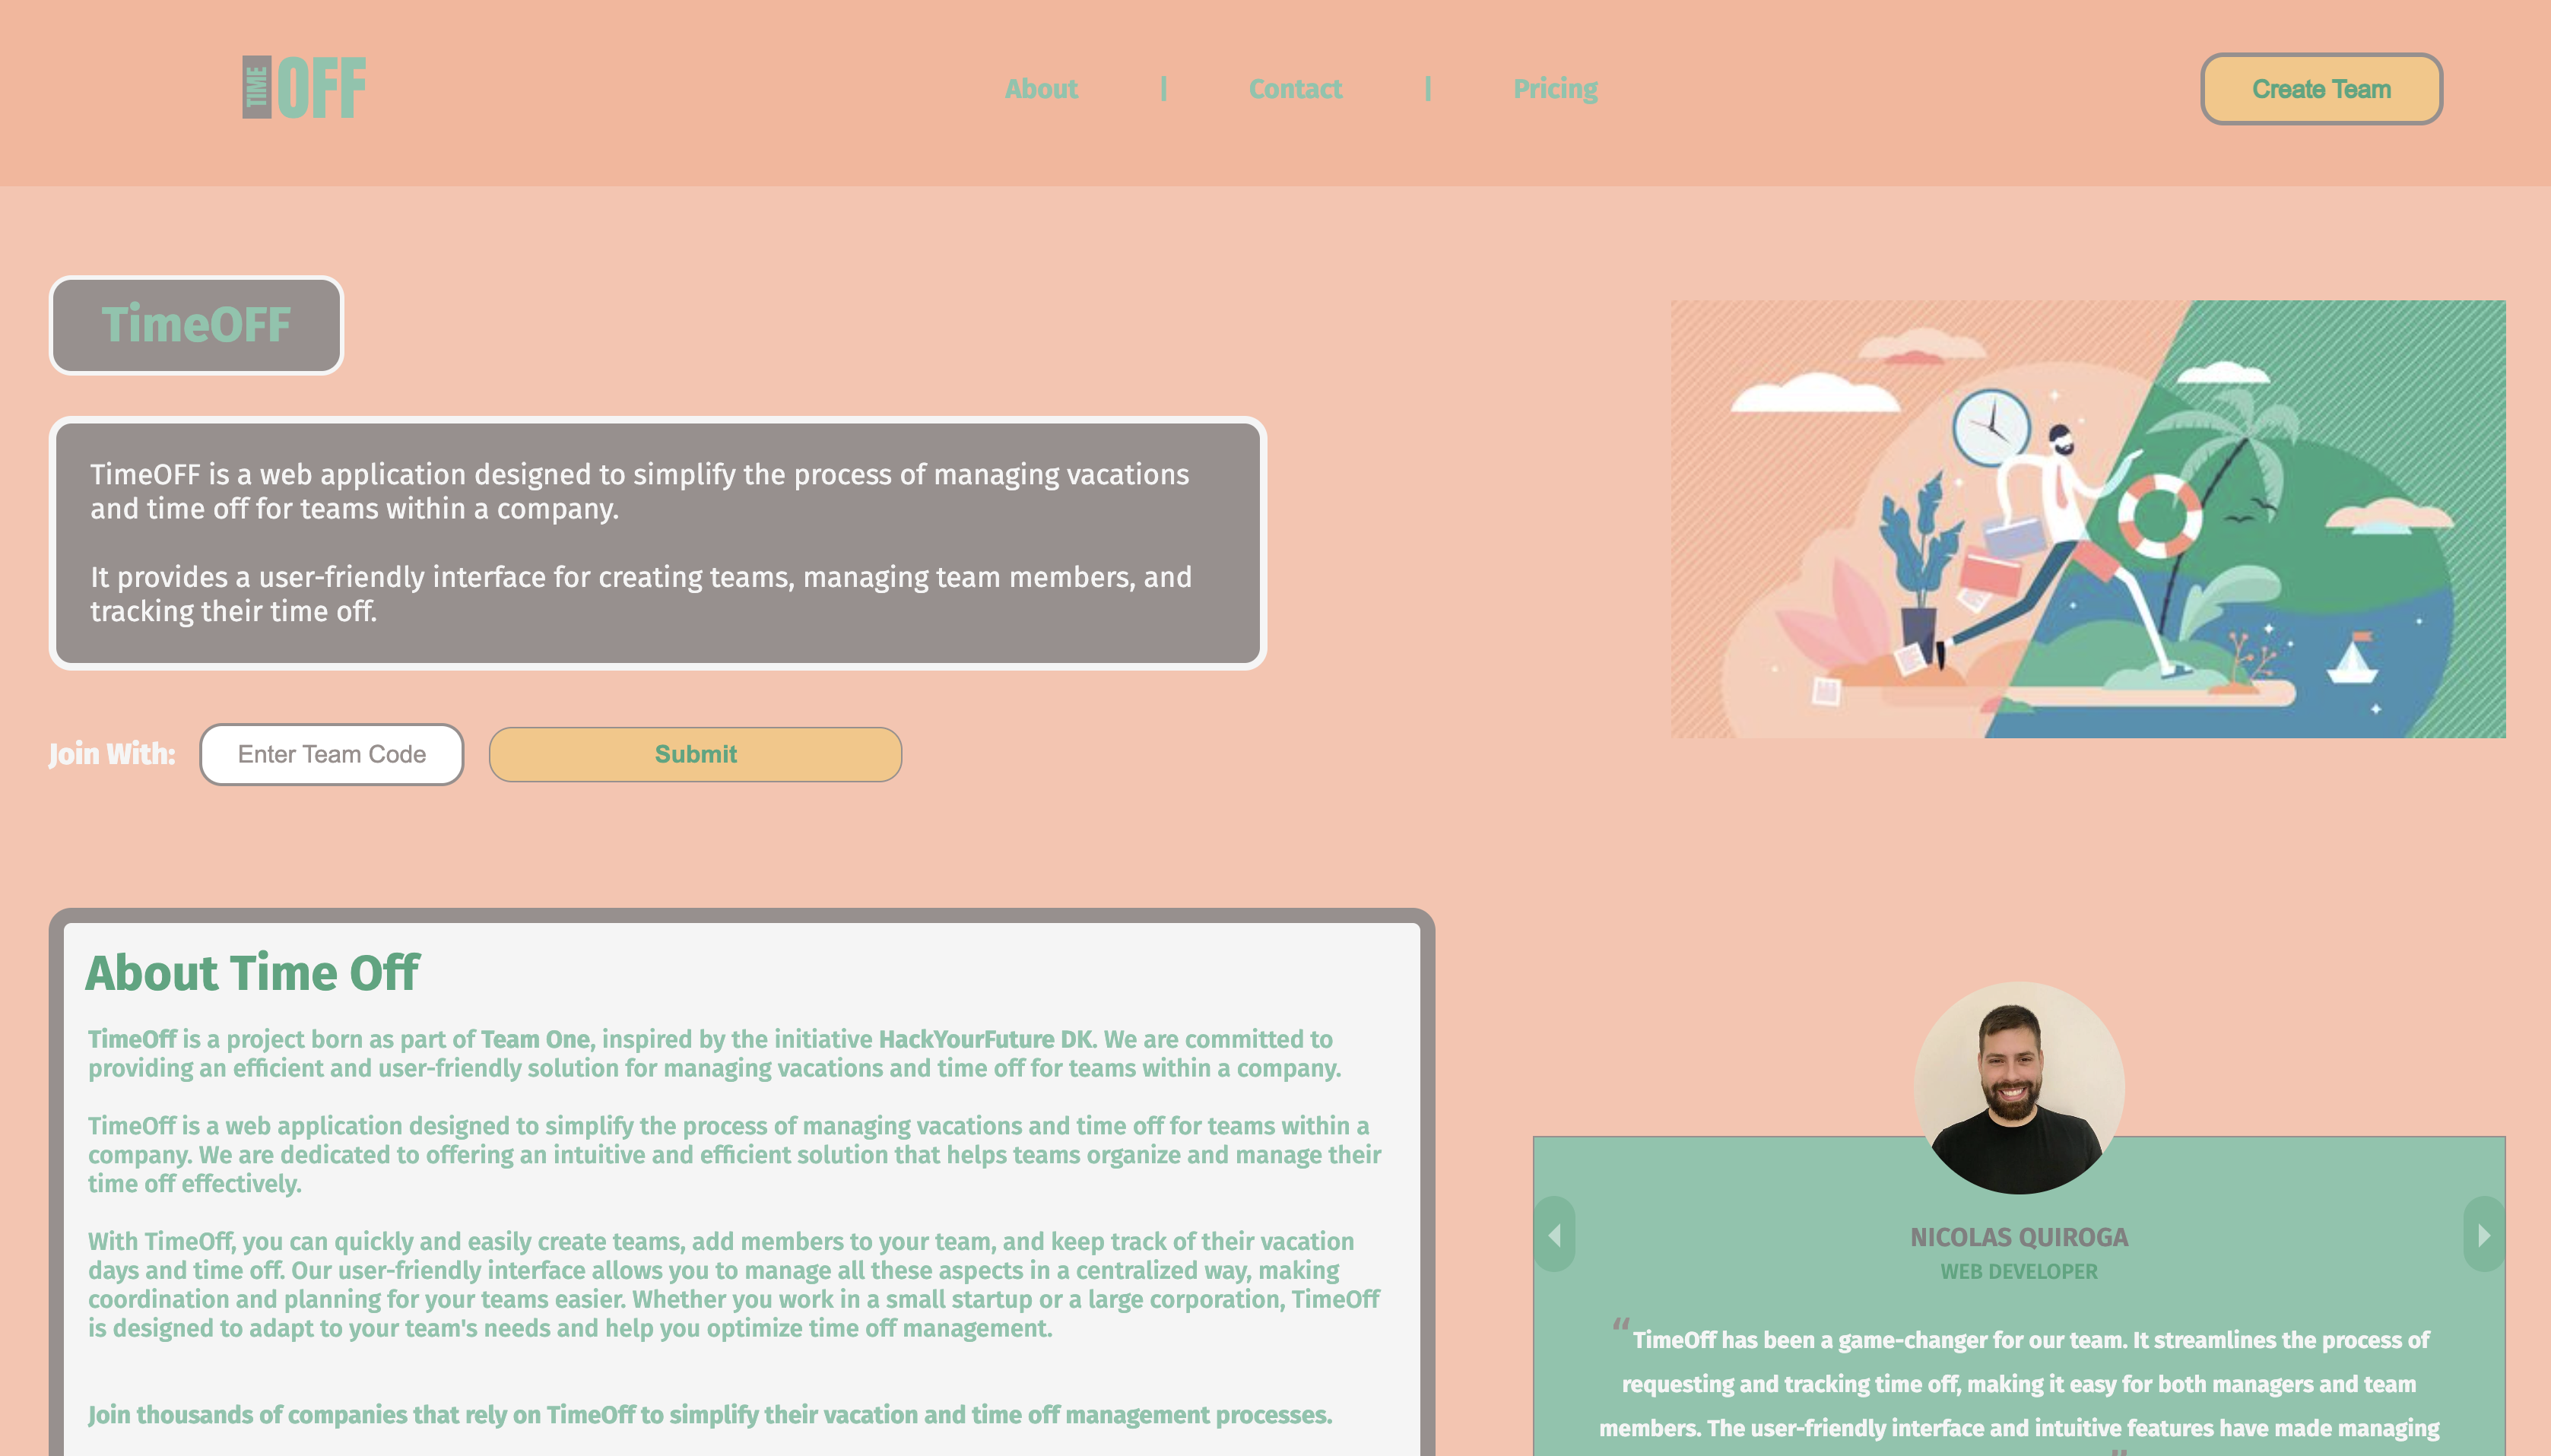 TIME OFF
About | Contact | Pricing
Create Team
TimeOFF
TimeOFF is a web application designed to simplify the process of managing vacations
and time off for teams within a company.
It provides a user-friendly interface for creating teams, managing team members, and
tracking their time off.
Join With:
Enter Team Code
Submit
About Time Off
TimeOff is a project born as part of Team One, inspired by the initiative HackYourFuture DK. We are committed to
providing an efficient and user-friendly solution for managing vacations and time off for teams within a company.
TimeOff is a web application designed to simplify the process of managing vacations and time off for teams within a
company. We are dedicated to offering an intuitive and efficient solution that helps teams organize and manage their
time off effectively.
With TimeOff, you can quickly and easily create teams, add members to your team, and keep track of their vacation
days and time off. Our user-friendly interface allows you to manage all these aspects in a centralized way, making
coordination and planning for your teams easier. Whether you work in a small startup or a large corporation, TimeOff
is designed to adapt to your team's needs and help you optimize time off management.
Join thousands of companies that rely on TimeOff to simplify their vacation and time off management processes.
NICOLAS QUIROGA
WEB DEVELOPER
“ TimeOff has been a game-changer for our team. It streamlines the process of
requesting and tracking time off, making it easy for both managers and team
members. The user-friendly interface and intuitive features have made managing